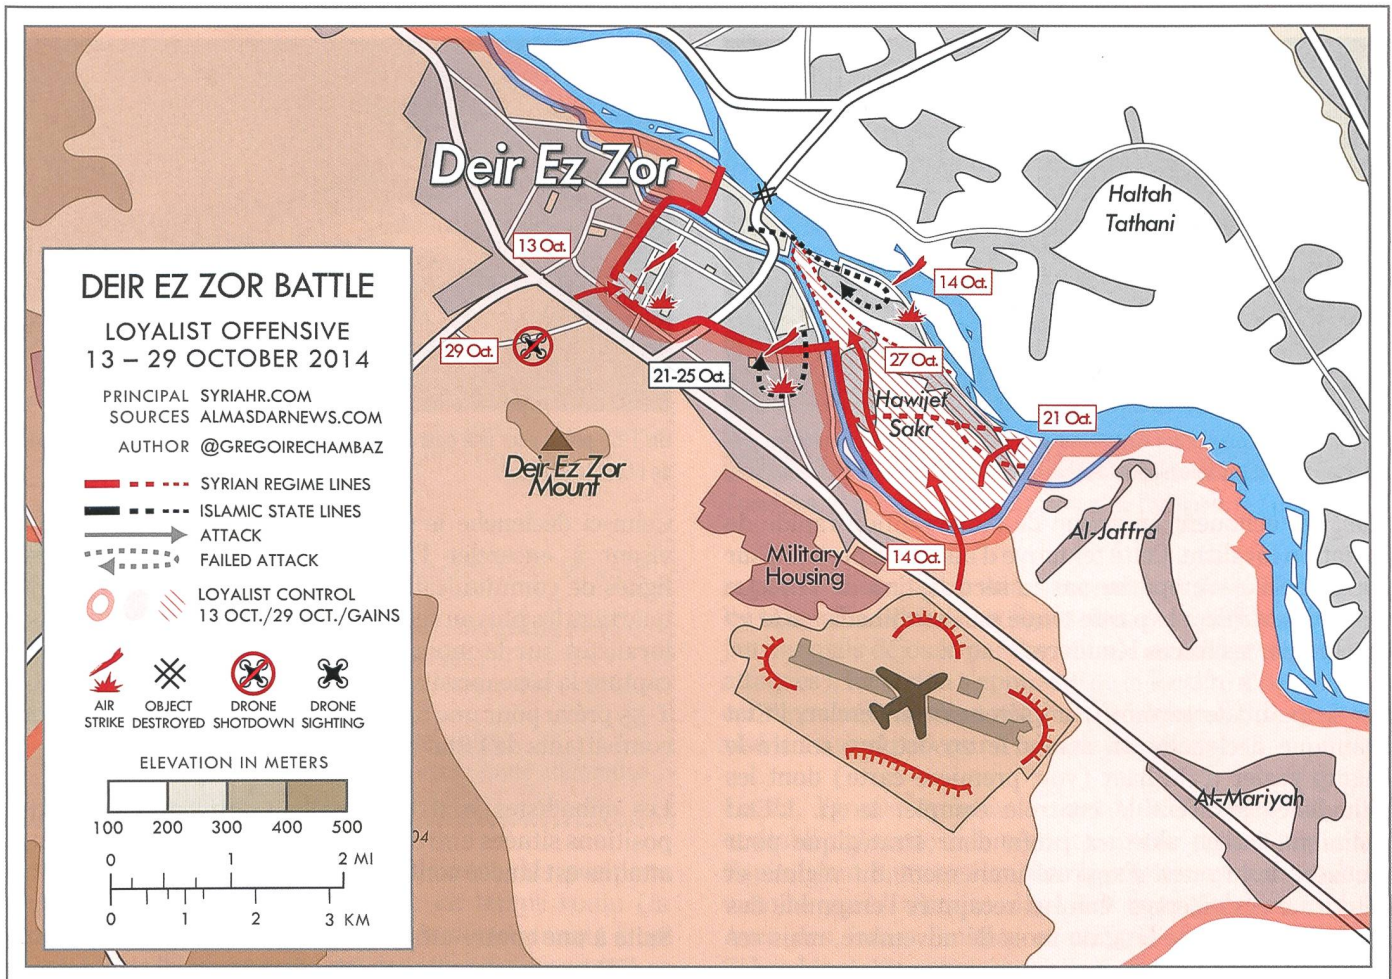 Deir Ez Zor
Haltah
Tathani
13 Oct.
14 Oct.
29 Oct.
21-25 Oct.
27 Oct.
Hawijet
Sakr
21 Oct.
Deir Ez Zor
Mount
Al-Jaffra
14 Oct.
Military
Housing
Al-Mariyah
04
DEIR EZ ZOR BATTLE
LOYALIST OFFENSIVE
13 – 29 OCTOBER 2014
PRINCIPAL SYRIAHR.COM
SOURCES ALMASDARNEWS.COM
AUTHOR @GREGOIRECHAMBAZ
SYRIAN REGIME LINES
ISLAMIC STATE LINES
ATTACK
FAILED ATTACK
LOYALIST CONTROL
13 OCT./29 OCT./GAINS
AIR STRIKE
OBJECT DESTROYED
DRONE SHOTDOWN
DRONE SIGHTING
ELEVATION IN METERS
100 200 300 400 500
0 1 2 MI
0 1 2 3 KM